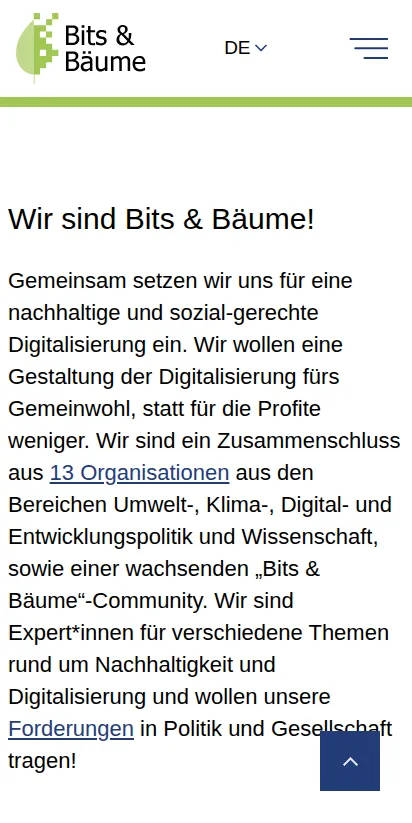 Bits &
Bäume
DE
Wir sind Bits & Bäume!
Gemeinsam setzen wir uns für eine
nachhaltige und sozial-gerechte
Digitalisierung ein. Wir wollen eine
Gestaltung der Digitalisierung fürs
Gemeinwohl, statt für die Profite
weniger. Wir sind ein Zusammenschluss
aus 13 Organisationen aus den
Bereichen Umwelt-, Klima-, Digital- und
Entwicklungspolitik und Wissenschaft,
sowie einer wachsenden „Bits &
Bäume“-Community. Wir sind
Expert*innen für verschiedene Themen
rund um Nachhaltigkeit und
Digitalisierung und wollen unsere
Forderungen in Politik und Gesellschaft
tragen!